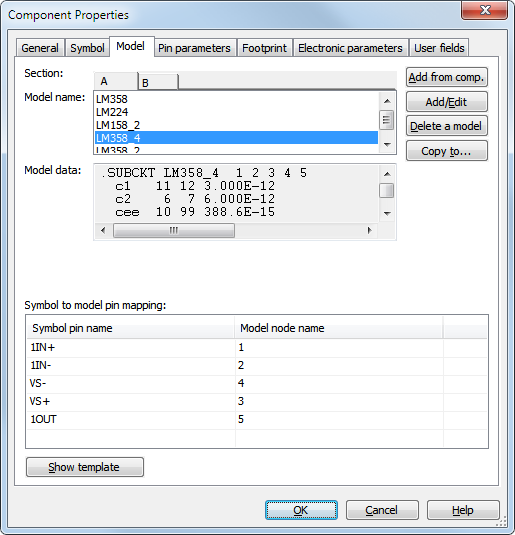 Component Properties
General Symbol Model Pin parameters Footprint Electronic parameters User fields
Section: A B Add from comp.
Model name: LM358 Add/Edit
LM224
LM158_2 Delete a model
LM358_4
LM358_2 Copy to...
Model data: .SUBCKT LM358_4 1 2 3 4 5
c1 11 12 3.000E-12
c2 6 7 6.000E-12
cee 10 99 388.6E-15
Symbol to model pin mapping:
Symbol pin name Model node name
1IN+ 1
1IN- 2
VS- 4
VS+ 3
1OUT 5
Show template
OK Cancel Help